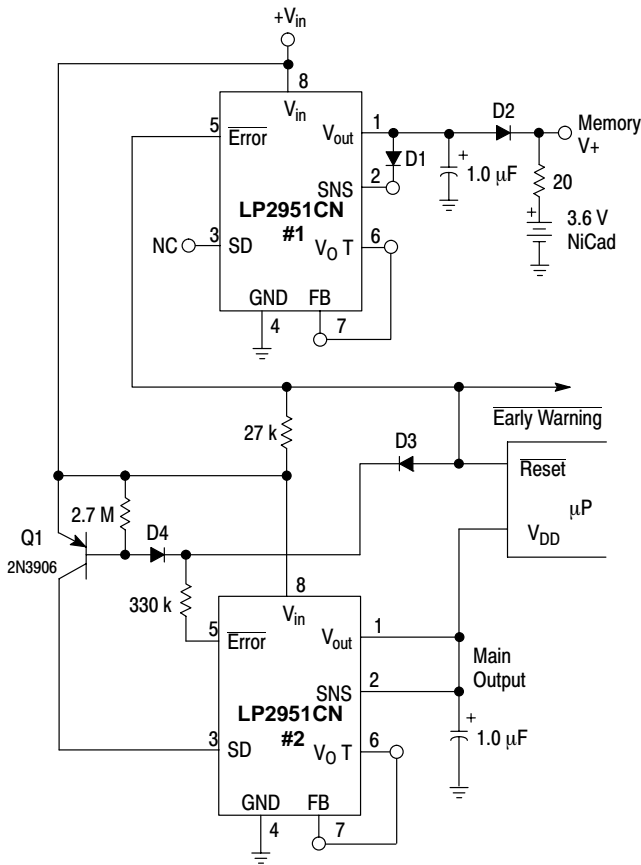 +Vin
8
Vin
5
Error
Vout
1
D2
Memory
V+
D1
+
1.0 µF
20
SNS
2
LP2951CN
#1
+
3.6 V
NiCad
NC
3
SD
VO T
6
GND
FB
4
7
27 k
Early Warning
D3
Reset
µP
VDD
2.7 M
D4
Q1
2N3906
330 k
8
Vin
5
Error
Vout
1
Main
Output
SNS
2
LP2951CN
#2
+
1.0 µF
3
SD
VO T
6
GND
FB
4
7